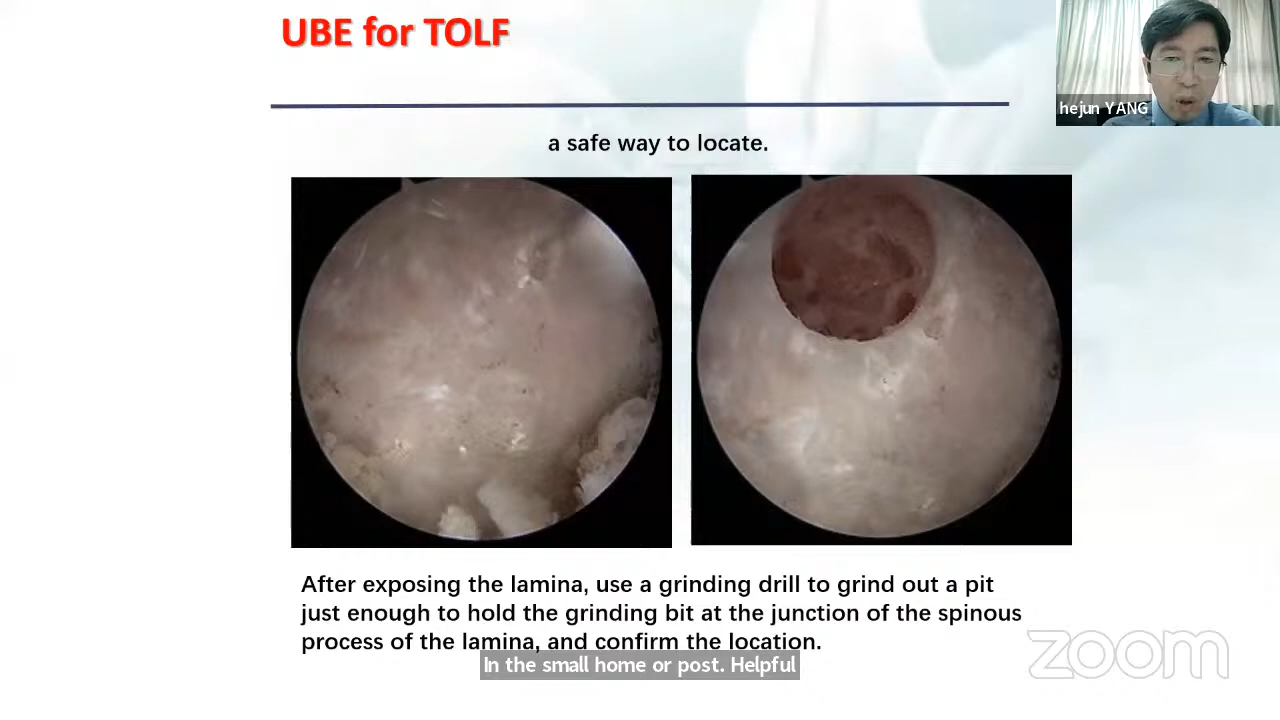 UBE for TOLF
hejun YANG
a safe way to locate.
After exposing the lamina, use a grinding drill to grind out a pit
just enough to hold the grinding bit at the junction of the spinous
process of the lamina, and confirm the location.
In the small home or post. Helpful
zoom